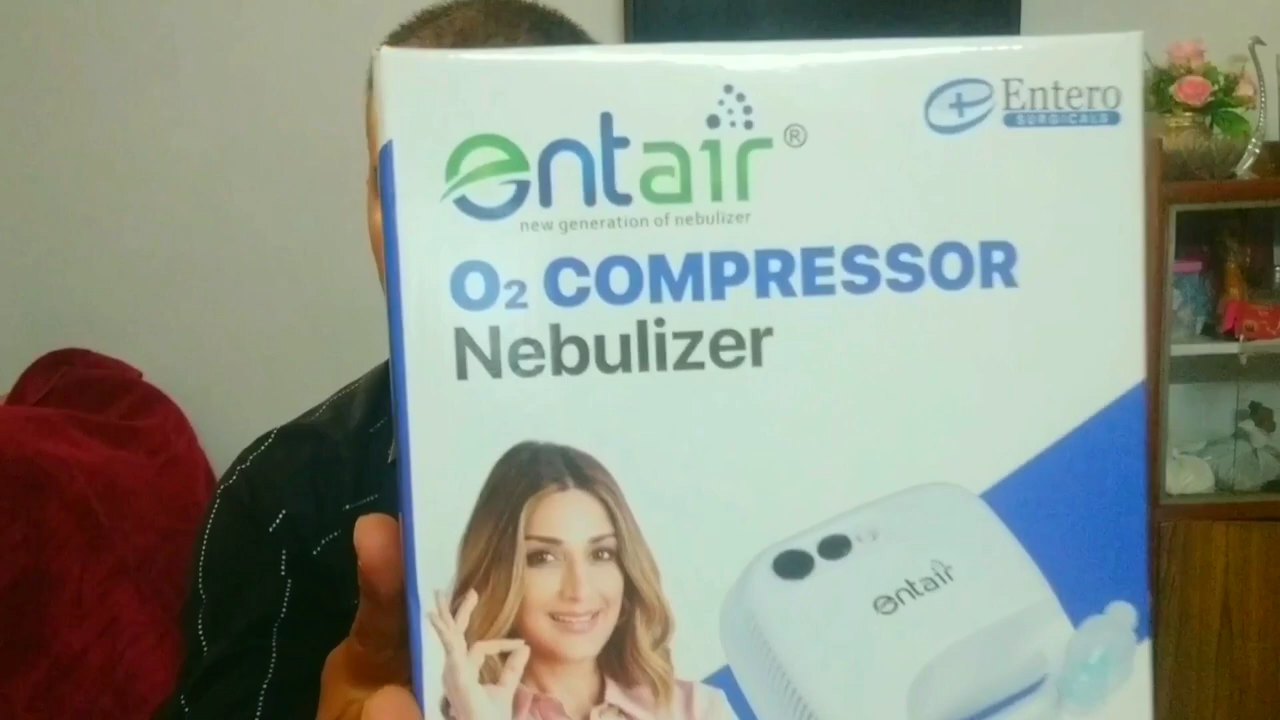 entair®
new generation of nebulizer
Entero
SURGICALS
O₂ COMPRESSOR
Nebulizer
entair